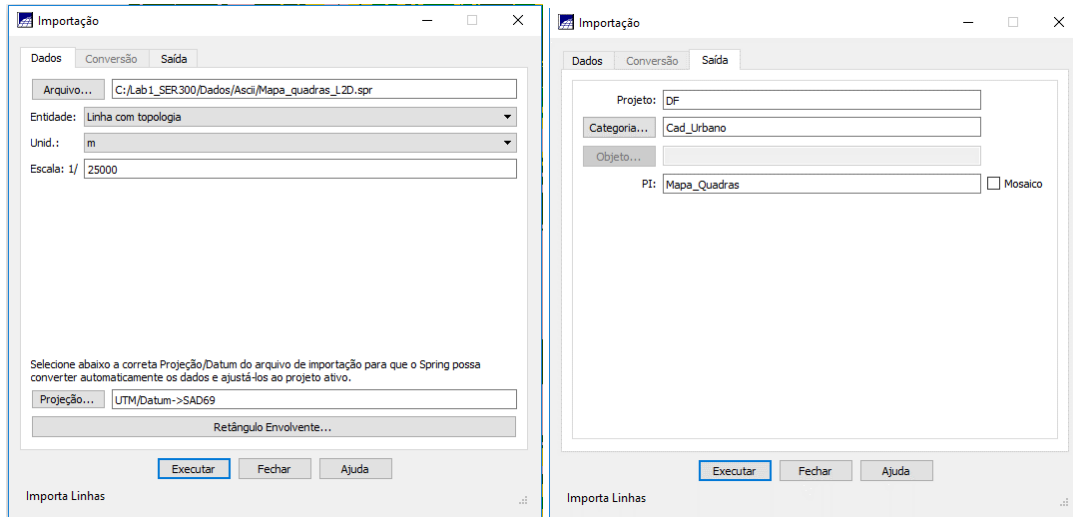 Importação
Dados Conversão Saída
Arquivo... C:/Lab1_SER300/Dados/Ascii/Mapa_quadras_L2D.spr
Entidade: Linha com topologia
Unid.: m
Escala: 1/ 25000
Selecione abaixo a correta Projeção/Datum do arquivo de importação para que o Spring possa
converter automaticamente os dados e ajustá-los ao projeto ativo.
Projeção... UTM/Datum->SAD69
Retângulo Envolvente...
Executar Fechar Ajuda
Importa Linhas
Importação
Dados Conversão Saída
Projeto: DF
Categoria... Cad_Urbano
Objeto...
PI: Mapa_Quadras Mosaico
Executar Fechar Ajuda
Importa Linhas